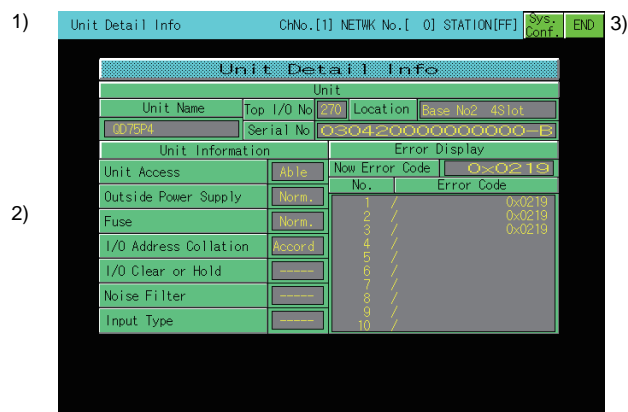 1) Unit Detail Info ChNo.[1] NETWK No.[ 0] STATION[FF] Sys. Conf. END 3)
Unit Detail Info
Unit
Unit Name Top I/O No 270 Location Base No2 4Slot
QD75P4 Serial No 030420000000000-B
Unit Information Error Display
Unit Access Able Now Error Code 0x0219
No. Error Code
Outside Power Supply Norm.
1 / 0x0219
2) Fuse Norm.
2 / 0x0219
3 / 0x0219
I/O Address Collation Accord
4 /
5 /
I/O Clear or Hold -----
6 /
7 /
Noise Filter -----
8 /
9 /
Input Type -----
10 /